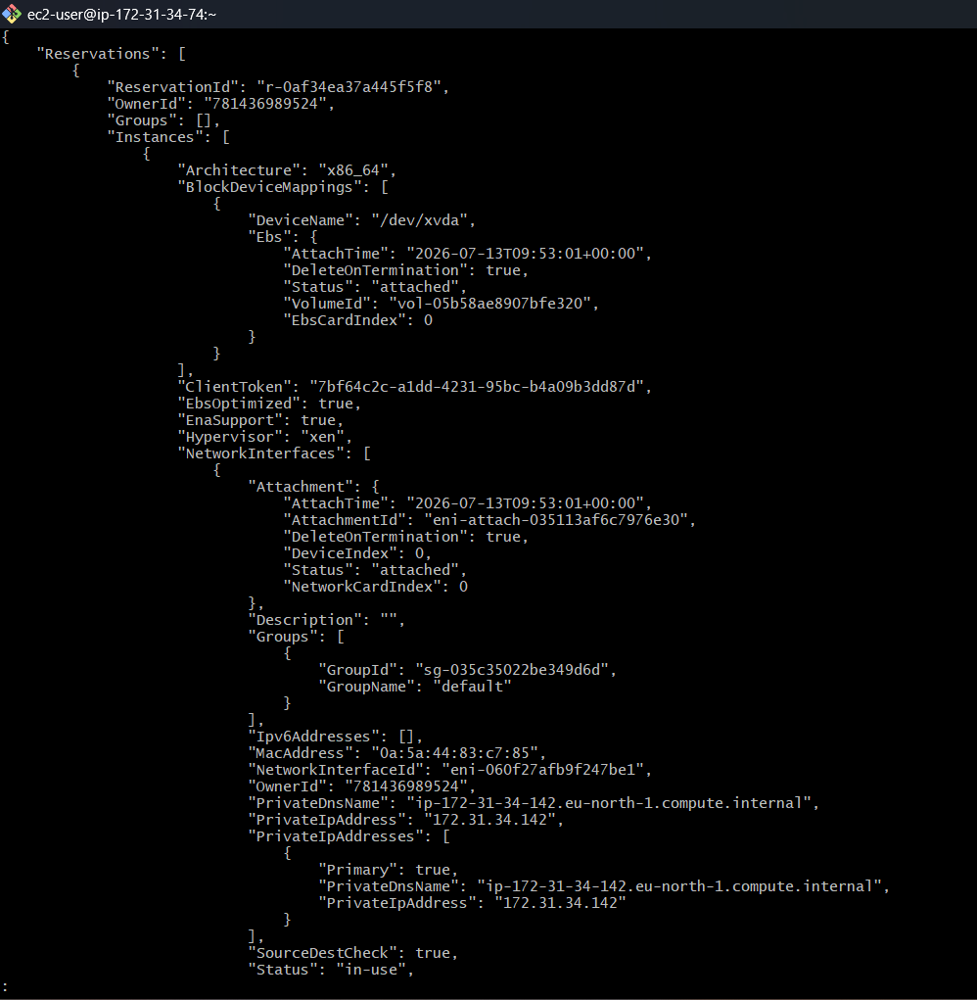 ec2-user@ip-172-31-34-74:~
{
    "Reservations": [
        {
            "ReservationId": "r-0af34ea37a445f5f8",
            "OwnerId": "781436989524",
            "Groups": [],
            "Instances": [
                {
                    "Architecture": "x86_64",
                    "BlockDeviceMappings": [
                        {
                            "DeviceName": "/dev/xvda",
                            "Ebs": {
                                "AttachTime": "2026-07-13T09:53:01+00:00",
                                "DeleteOnTermination": true,
                                "Status": "attached",
                                "VolumeId": "vol-05b58ae8907bfe320",
                                "EbsCardIndex": 0
                            }
                        }
                    ],
                    "ClientToken": "7bf64c2c-a1dd-4231-95bc-b4a09b3dd87d",
                    "EbsOptimized": true,
                    "EnaSupport": true,
                    "Hypervisor": "xen",
                    "NetworkInterfaces": [
                        {
                            "Attachment": {
                                "AttachTime": "2026-07-13T09:53:01+00:00",
                                "AttachmentId": "eni-attach-035113af6c7976e30",
                                "DeleteOnTermination": true,
                                "DeviceIndex": 0,
                                "Status": "attached",
                                "NetworkCardIndex": 0
                            },
                            "Description": "",
                            "Groups": [
                                {
                                    "GroupId": "sg-035c35022be349d6d",
                                    "GroupName": "default"
                                }
                            ],
                            "Ipv6Addresses": [],
                            "MacAddress": "0a:5a:44:83:c7:85",
                            "NetworkInterfaceId": "eni-060f27afb9f247be1",
                            "OwnerId": "781436989524",
                            "PrivateDnsName": "ip-172-31-34-142.eu-north-1.compute.internal",
                            "PrivateIpAddress": "172.31.34.142",
                            "PrivateIpAddresses": [
                                {
                                    "Primary": true,
                                    "PrivateDnsName": "ip-172-31-34-142.eu-north-1.compute.internal",
                                    "PrivateIpAddress": "172.31.34.142"
                                }
                            ],
                            "SourceDestCheck": true,
                            "Status": "in-use",
: